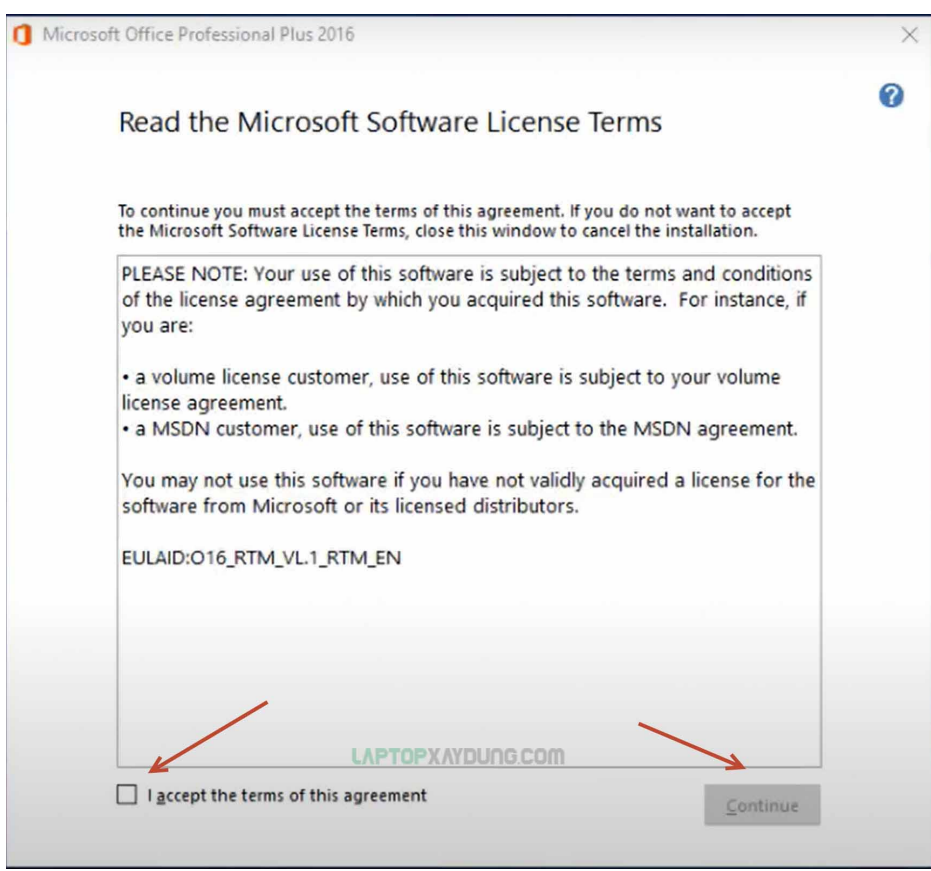 Microsoft Office Professional Plus 2016
Read the Microsoft Software License Terms
To continue you must accept the terms of this agreement. If you do not want to accept
the Microsoft Software License Terms, close this window to cancel the installation.
PLEASE NOTE: Your use of this software is subject to the terms and conditions
of the license agreement by which you acquired this software.  For instance, if
you are:
• a volume license customer, use of this software is subject to your volume
license agreement.
• a MSDN customer, use of this software is subject to the MSDN agreement.
You may not use this software if you have not validly acquired a license for the
software from Microsoft or its licensed distributors.
EULAID:O16_RTM_VL.1_RTM_EN
LAPTOPXAYDUNG.COM
I accept the terms of this agreement
Continue